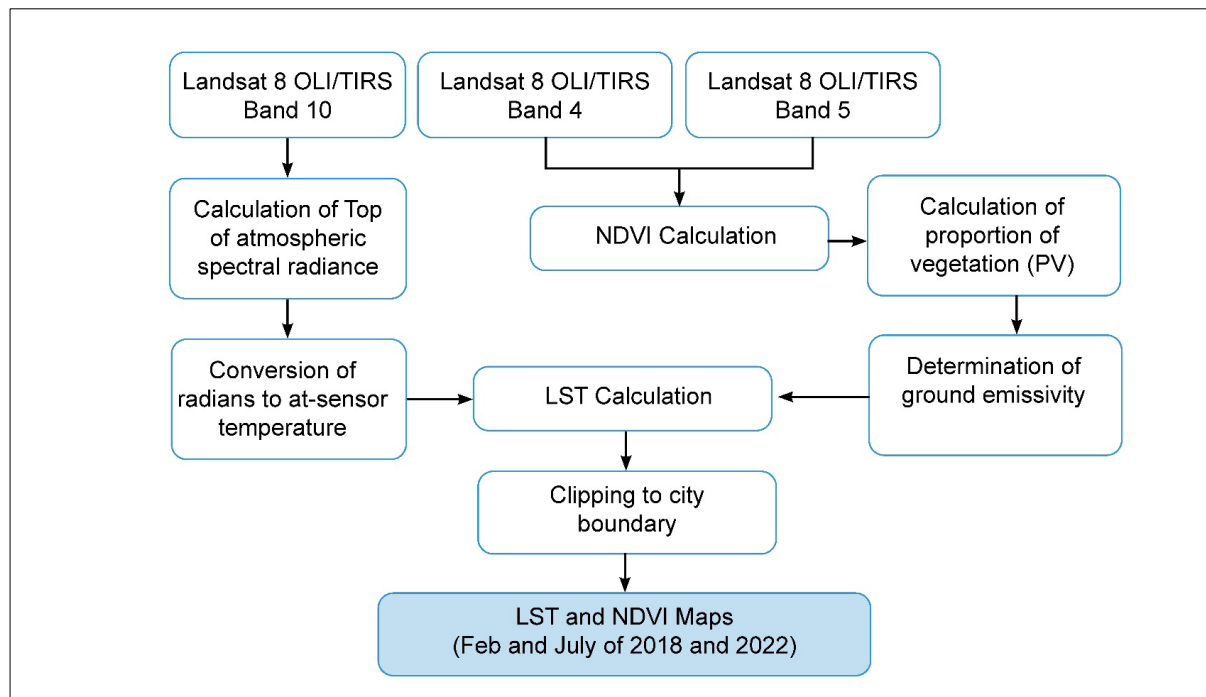 Landsat 8 OLI/TIRS
Band 10
Landsat 8 OLI/TIRS
Band 4
Landsat 8 OLI/TIRS
Band 5
Calculation of Top
of atmospheric
spectral radiance
NDVI Calculation
Calculation of
proportion of
vegetation (PV)
Conversion of
radians to at-sensor
temperature
LST Calculation
Determination of
ground emissivity
Clipping to city
boundary
LST and NDVI Maps
(Feb and July of 2018 and 2022)